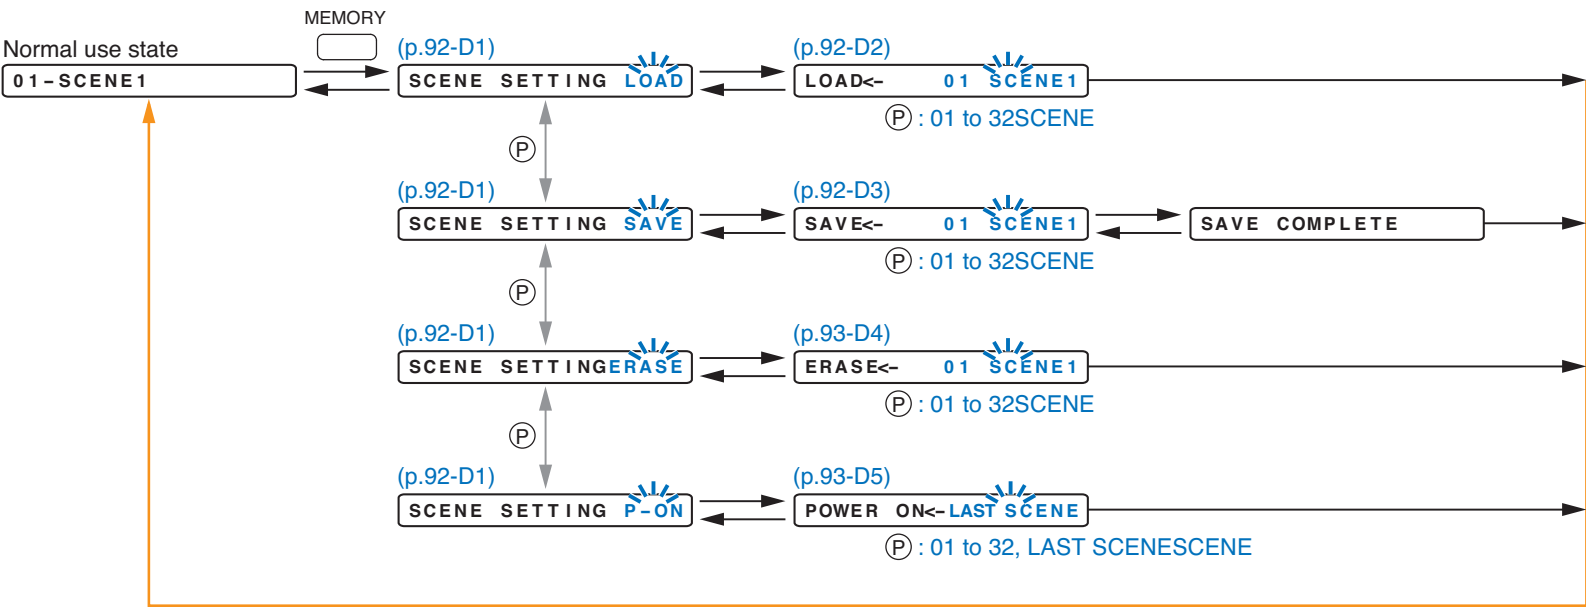 MEMORY
Normal use state
01-SCENE1
(p.92-D1)
SCENE SETTING LOAD
(p.92-D2)
LOAD<- 01 SCENE1
P : 01 to 32SCENE
P
(p.92-D1)
SCENE SETTING SAVE
(p.92-D3)
SAVE<- 01 SCENE1
SAVE COMPLETE
P : 01 to 32SCENE
P
(p.92-D1)
SCENE SETTINGERASE
(p.93-D4)
ERASE<- 01 SCENE1
P : 01 to 32SCENE
P
(p.92-D1)
SCENE SETTING P-ON
(p.93-D5)
POWER ON<-LAST SCENE
P : 01 to 32, LAST SCENESCENE